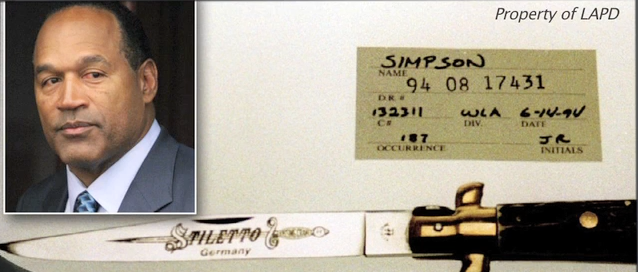 Property of LAPD
SIMPSON
NAME
94 08 17431
D.R. #
132311 WLA 6-14-94
C # DIV. DATE
187 JR
OCCURRENCE INITIALS
STILETTO
Germany